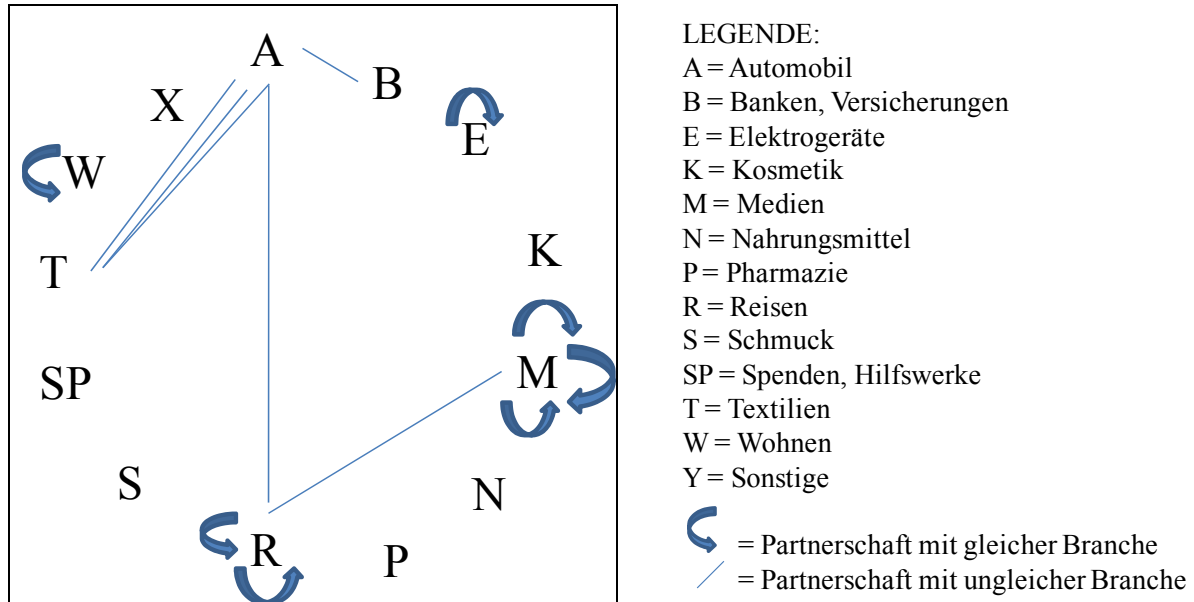 A
B
X
E
W
K
T
M
SP
S
N
R
P
LEGENDE:
A = Automobil
B = Banken, Versicherungen
E = Elektrogeräte
K = Kosmetik
M = Medien
N = Nahrungsmittel
P = Pharmazie
R = Reisen
S = Schmuck
SP = Spenden, Hilfswerke
T = Textilien
W = Wohnen
Y = Sonstige
= Partnerschaft mit gleicher Branche
= Partnerschaft mit ungleicher Branche